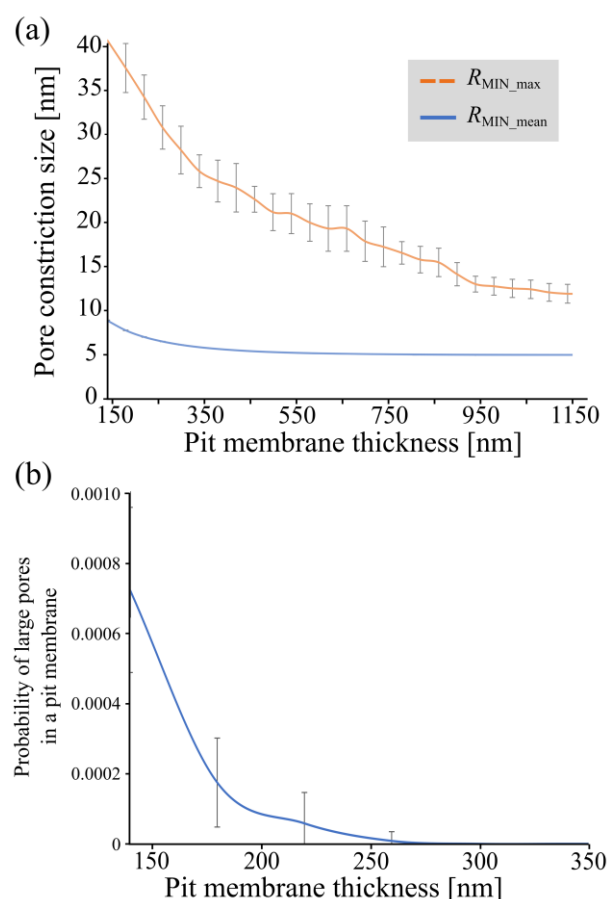 (a)
Pore constriction size [nm]
40
35
30
25
20
15
10
5
0
R_MIN_max
R_MIN_mean
150 350 550 750 950 1150
Pit membrane thickness [nm]
(b)
Probability of large pores
in a pit membrane
0.0010
0.0008
0.0006
0.0004
0.0002
0
150 200 250 300 350
Pit membrane thickness [nm]